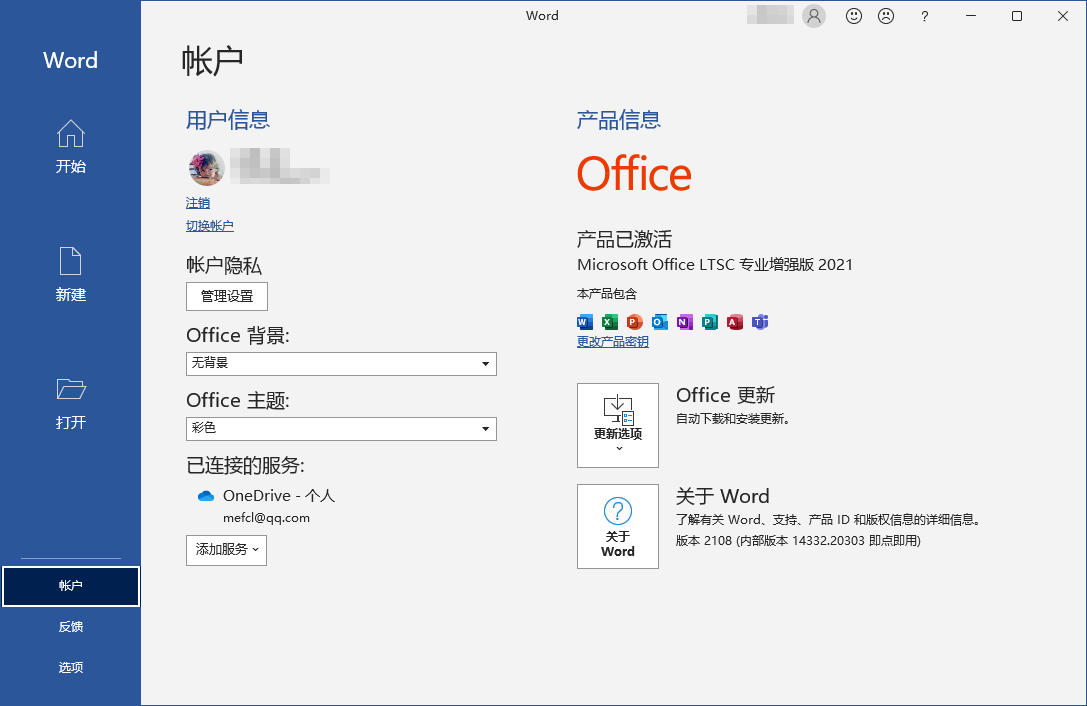 Word
?
Word
开始
新建
打开
帐户
反馈
选项
帐户
用户信息
注销
切换帐户
帐户隐私
管理设置
Office 背景:
无背景
Office 主题:
彩色
已连接的服务:
OneDrive - 个人
mefcl@qq.com
添加服务
产品信息
Office
产品已激活
Microsoft Office LTSC 专业增强版 2021
本产品包含
W X P O N P A T
更改产品密钥
更新选项
Office 更新
自动下载和安装更新。
?
关于
Word
关于 Word
了解有关 Word、支持、产品 ID 和版权信息的详细信息。
版本 2108 (内部版本 14332.20303 即点即用)